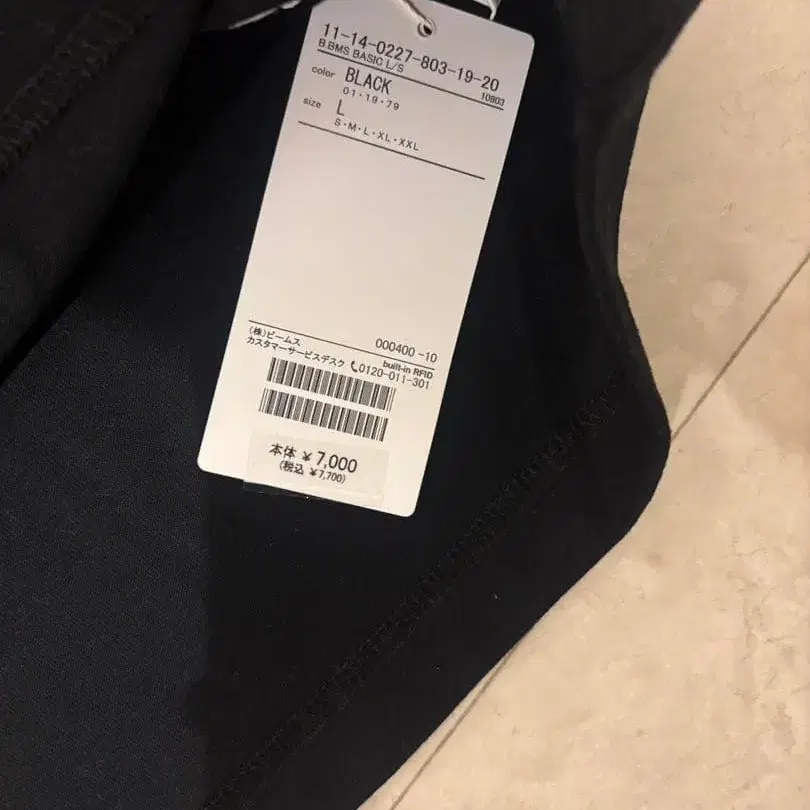 11-14-0227-803-19-20
B.BMS BASIC L/S 10803
color BLACK
01・19・79
size L
S・M・L・XL・XXL
000400 -10
(株)ビームス built-in RFID
カスタマーサービスデスク 0120-011-301
本体 ¥7,000
(税込 ¥7,700)